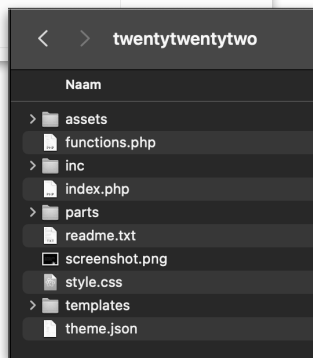 twentytwentytwo
Naam
assets
functions.php
inc
index.php
parts
readme.txt
screenshot.png
style.css
templates
theme.json